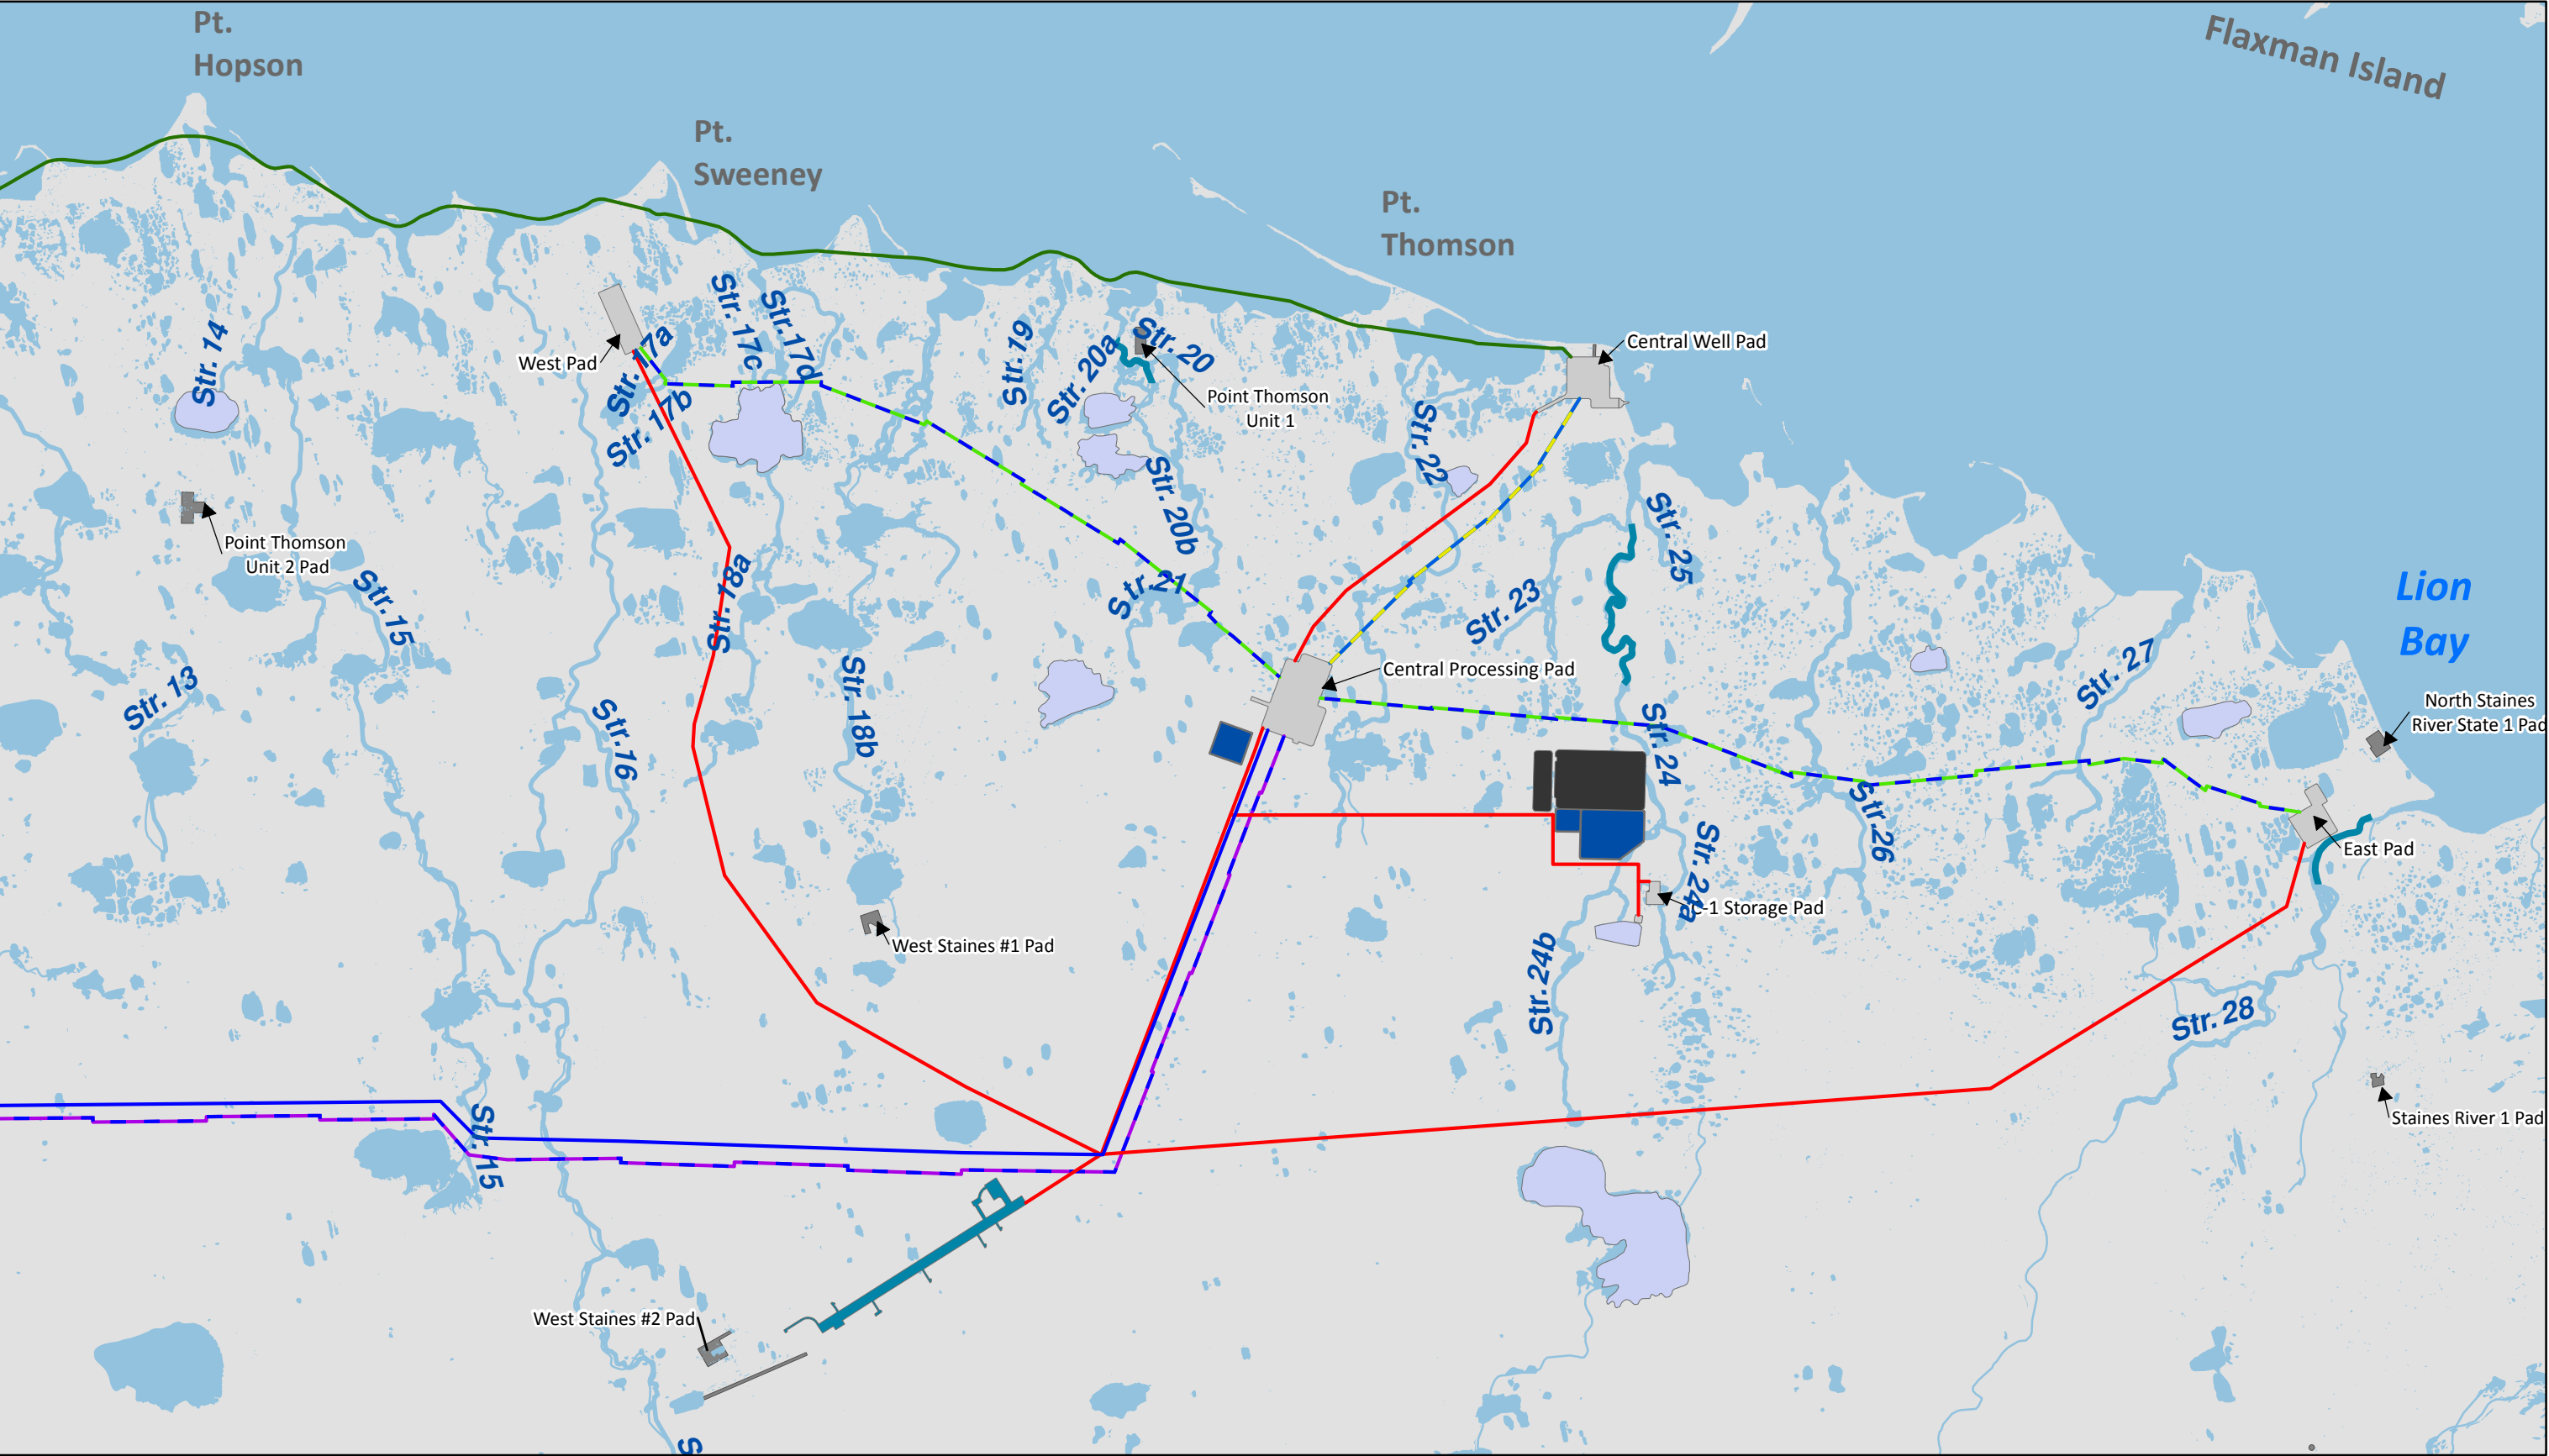 Pt.
Hopson
Flaxman Island
Pt.
Sweeney
Pt.
Thomson
Central Well Pad
West Pad
Str. 14
Str. 17a
Str. 17b
Str. 17c
Str. 17d
Str. 19
Str. 20a
Str. 20
Point Thomson
Unit 1
Str. 22
Str. 20b
Str. 25
Point Thomson
Unit 2 Pad
Str. 15
Str. 18a
Str. 21
Str. 23
Lion
Bay
Str. 13
Str. 16
Str. 18b
Central Processing Pad
Str. 27
North Staines
River State 1 Pad
Str. 24
Str. 26
East Pad
Str. 24a
C-1 Storage Pad
West Staines #1 Pad
Str. 24b
Str. 28
Staines River 1 Pad
Str. 15
West Staines #2 Pad
S